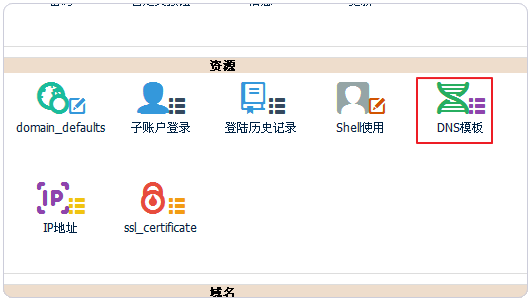 资源
domain_defaults 子账户登录 登陆历史记录 Shell使用 DNS模板
IP
IP地址 ssl_certificate
域名